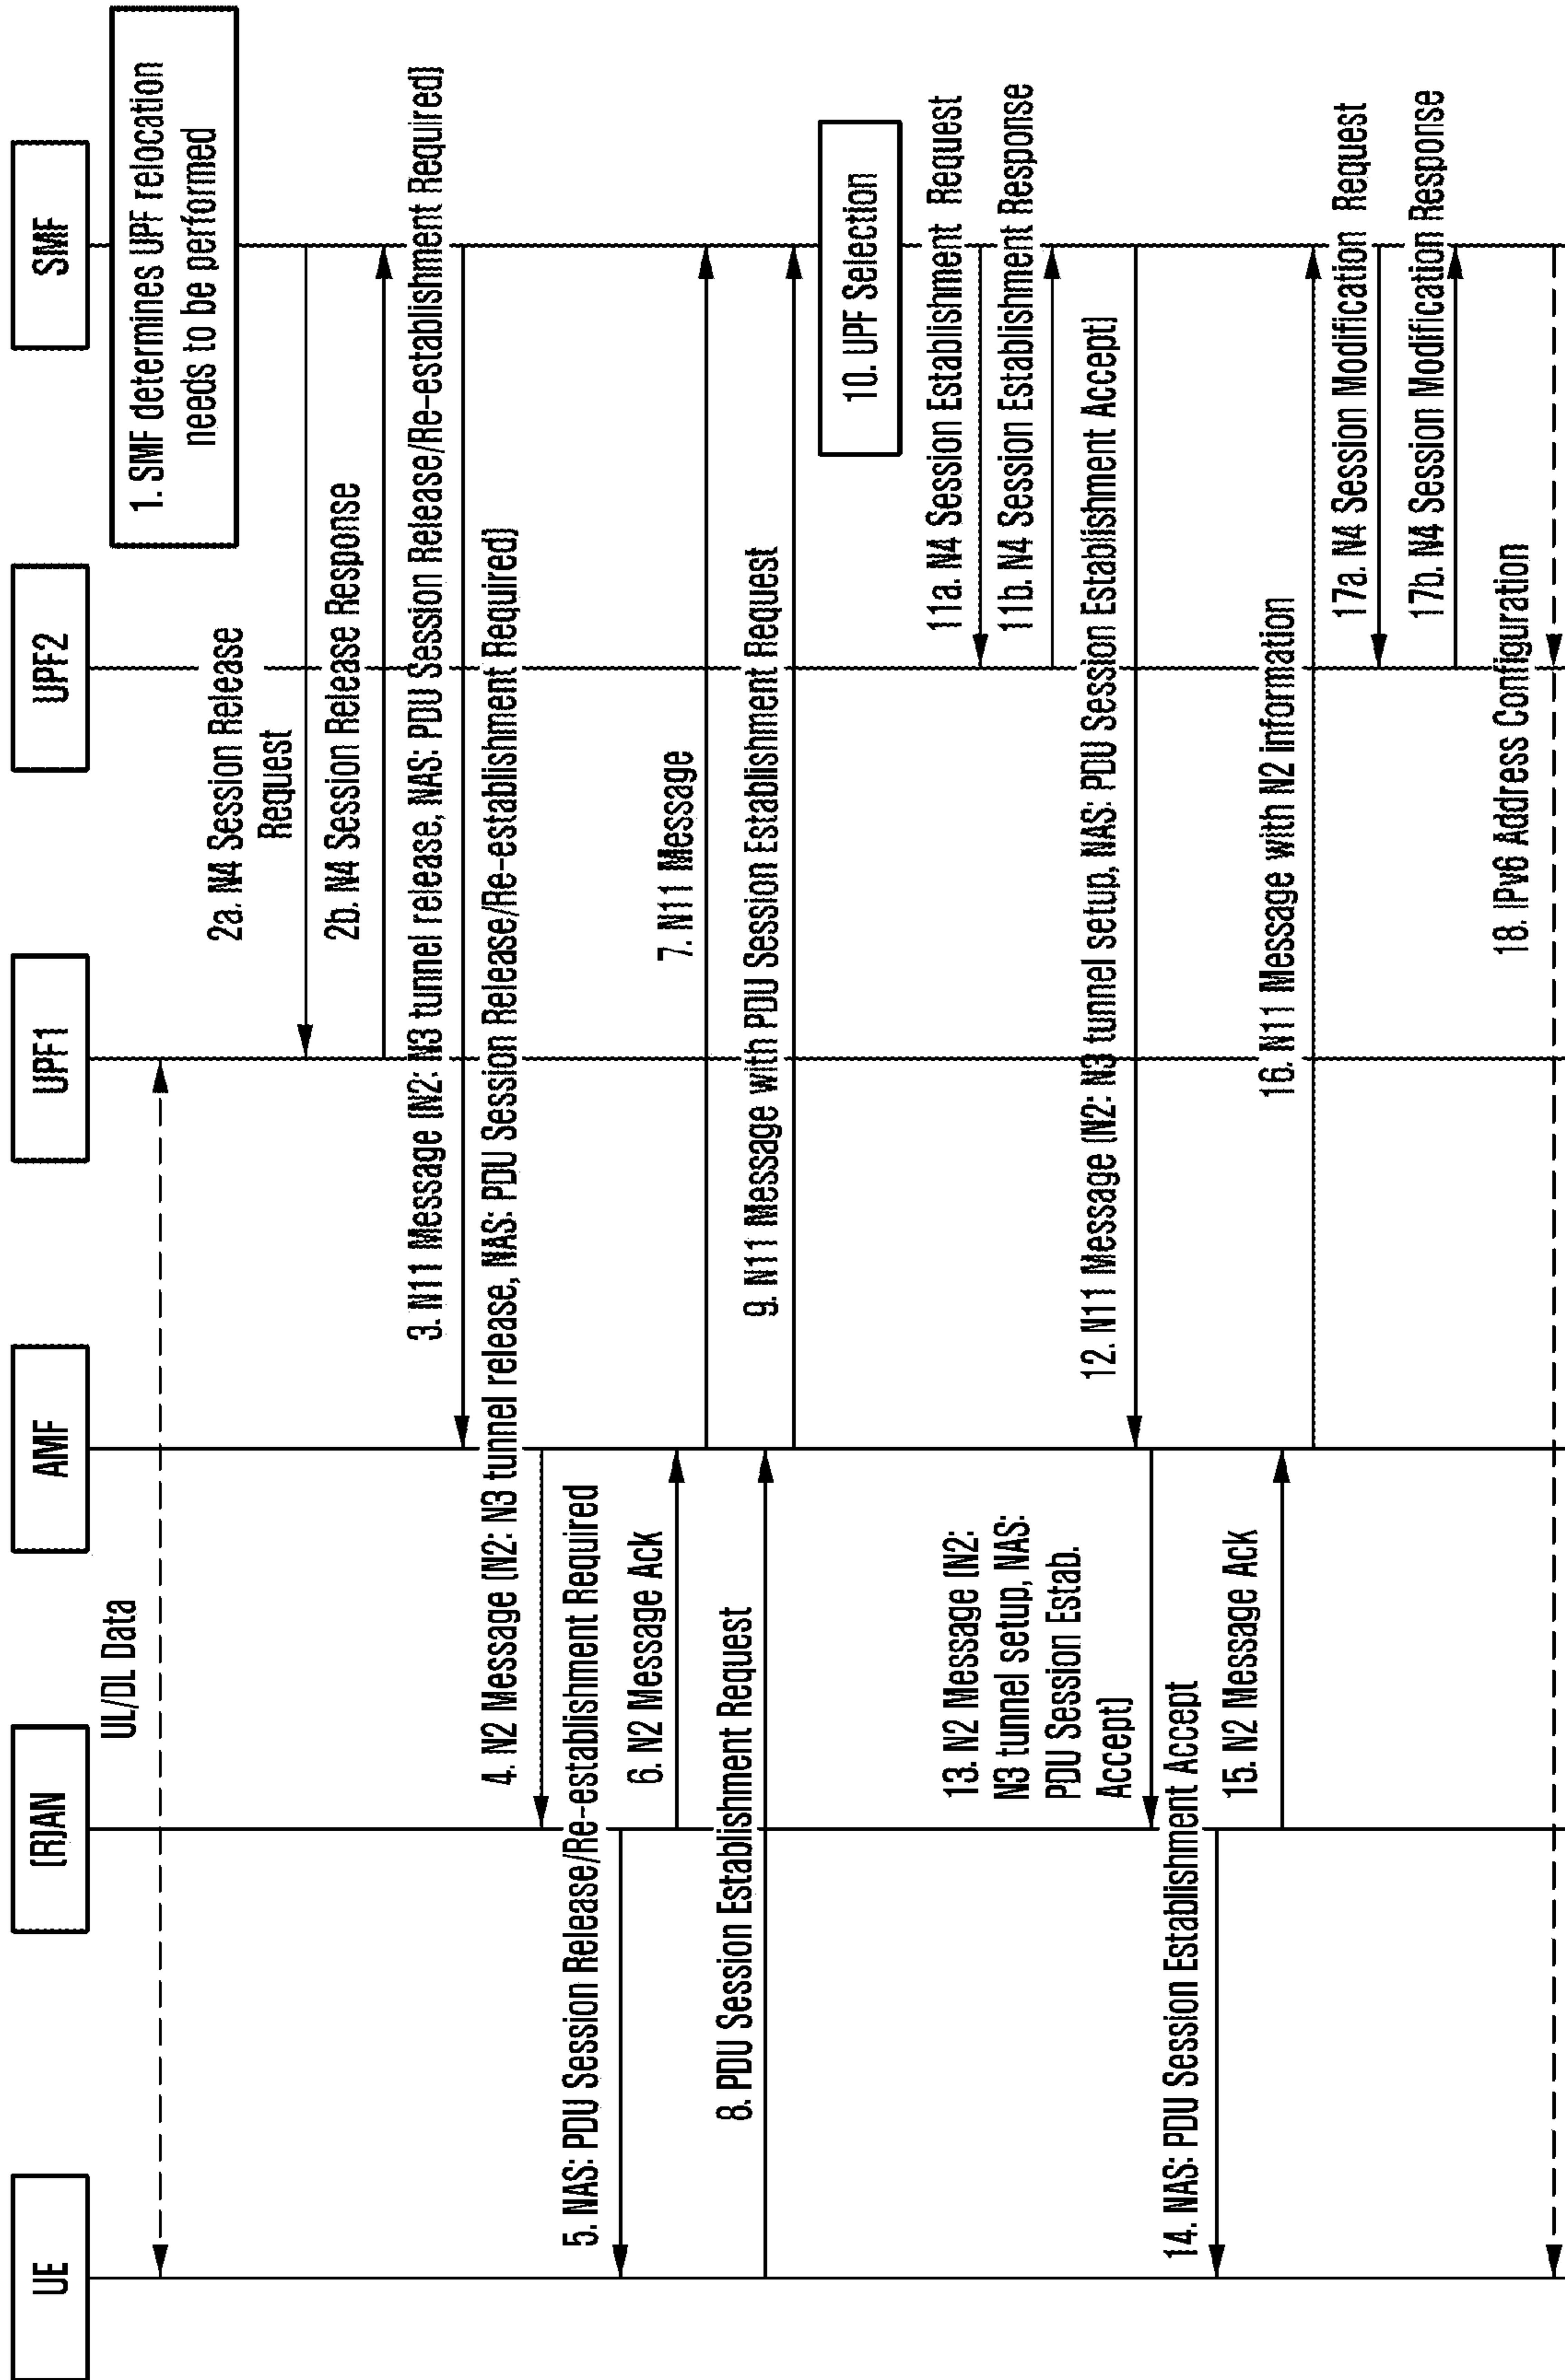 UE
(R)AN
AMF
UPF1
UPF2
SMF
UL/DL Data
1. SMF determines UPF relocation
needs to be performed
2a. N4 Session Release
Request
2b. N4 Session Release Response
3. N11 Message (N2: N3 tunnel release, NAS: PDU Session Release/Re-establishment Required)
4. N2 Message (N2: N3 tunnel release, NAS: PDU Session Release/Re-establishment Required)
5. NAS: PDU Session Release/Re-establishment Required
6. N2 Message Ack
7. N11 Message
8. PDU Session Establishment Request
9. N11 Message with PDU Session Establishment Request
10. UPF Selection
11a. N4 Session Establishment Request
11b. N4 Session Establishment Response
12. N11 Message (N2: N3 tunnel setup, NAS: PDU Session Establishment Accept)
13. N2 Message (N2:
N3 tunnel setup, NAS:
PDU Session Estab.
Accept)
14. NAS: PDU Session Establishment Accept
15. N2 Message Ack
16. N11 Message with N2 information
17a. N4 Session Modification Request
17b. N4 Session Modification Response
18. IPv6 Address Configuration